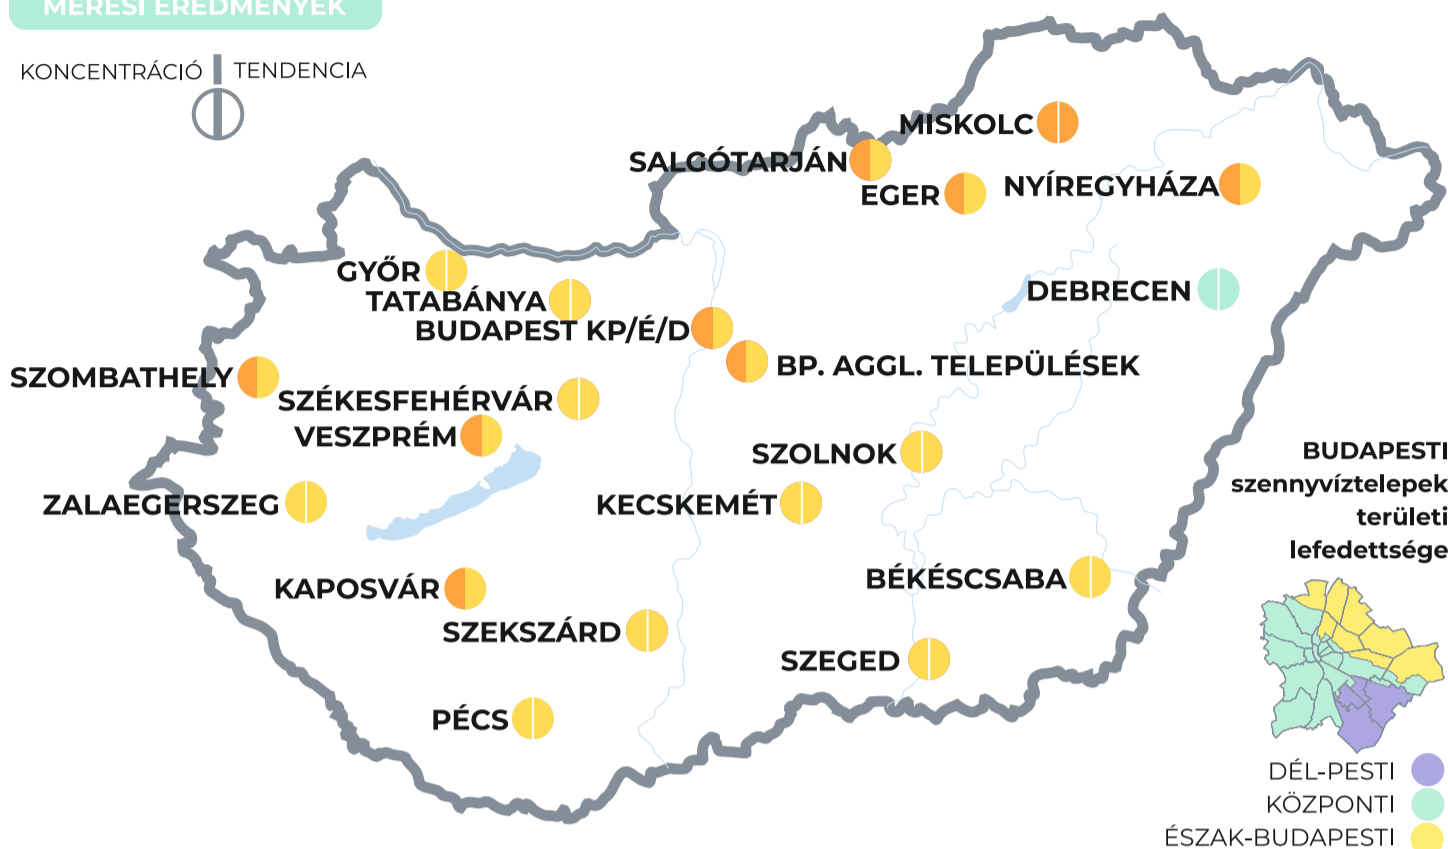 MÉRÉSI EREDMÉNYEK
KONCENTRÁCIÓ TENDENCIA
MISKOLC
SALGÓTARJÁN
EGER
NYÍREGYHÁZA
GYŐR
TATABÁNYA
DEBRECEN
BUDAPEST KP/É/D
BP. AGGL. TELEPÜLÉSEK
SZOMBATHELY
SZÉKESFEHÉRVÁR
VESZPRÉM
SZOLNOK
ZALAEGERSZEG
KECSKEMÉT
BUDAPESTI
szennyvíztelepek
területi
lefedettsége
BÉKÉSCSABA
KAPOSVÁR
SZEKSZÁRD
SZEGED
PÉCS
DÉL-PESTI
KÖZPONTI
ÉSZAK-BUDAPESTI